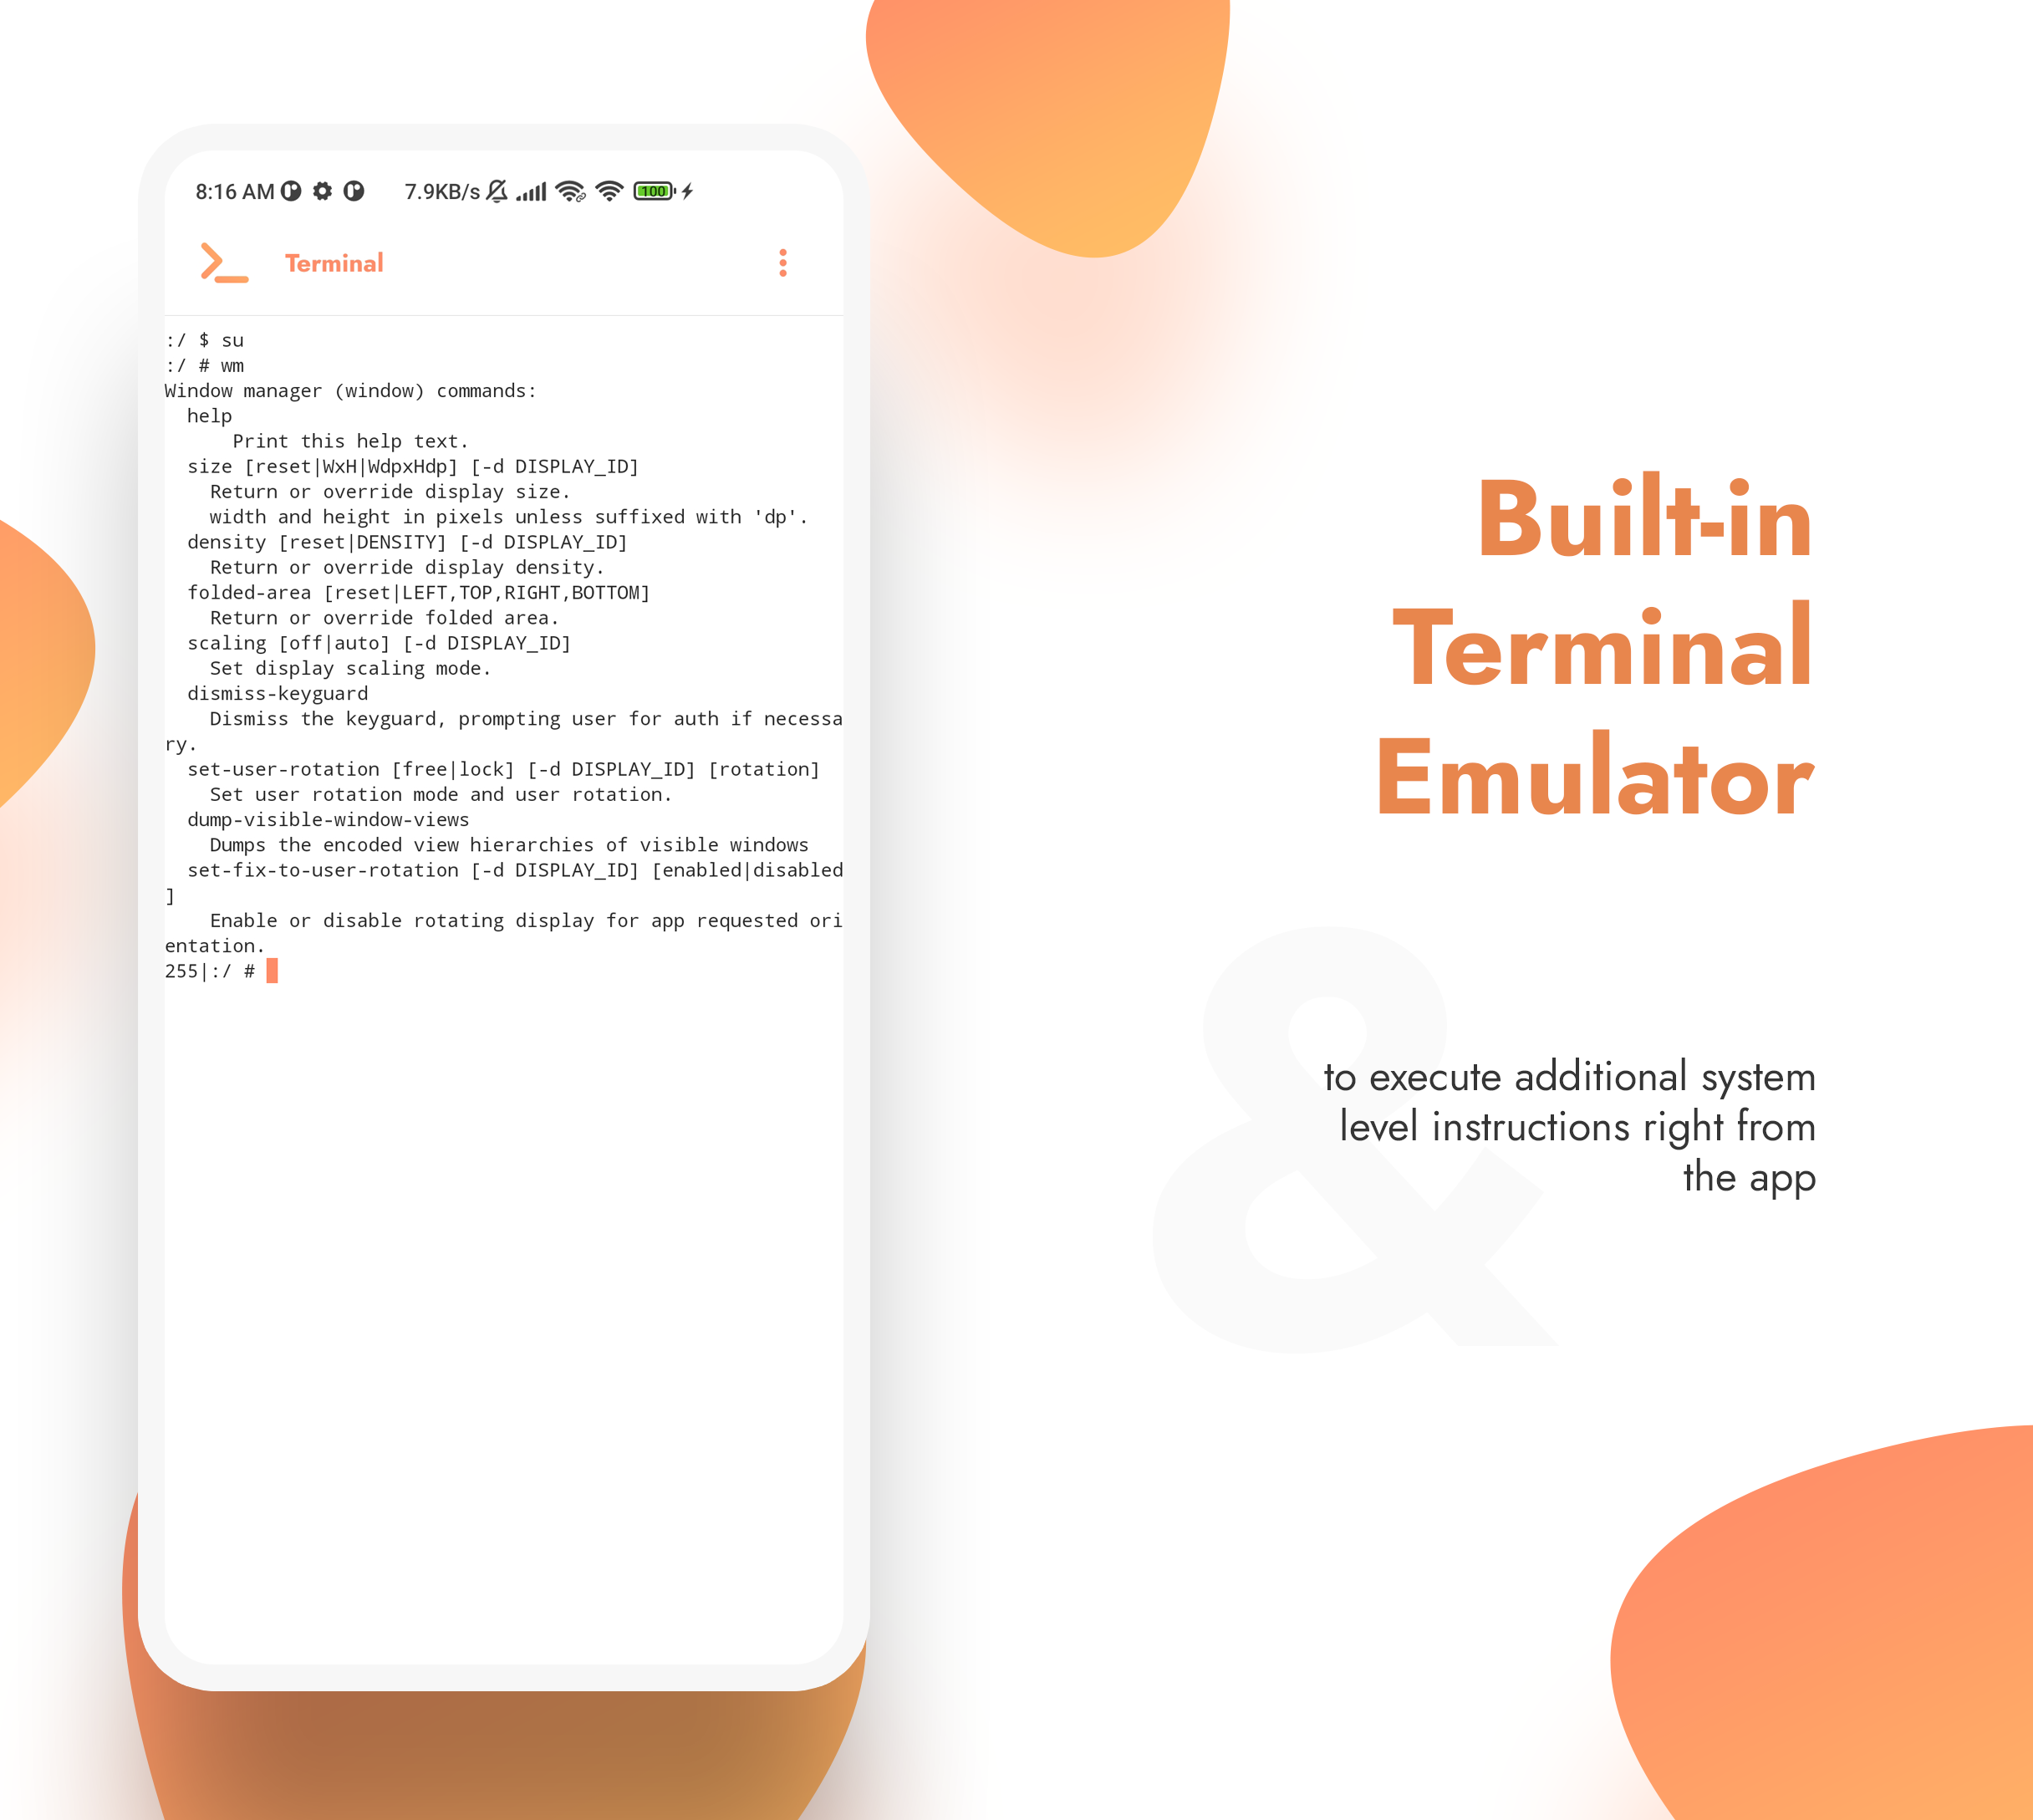 8:16 AM 7.9KB/s 100
Terminal
:/ $ su
:/ # wm
Window manager (window) commands:
  help
      Print this help text.
  size [reset|WxH|WdpxHdp] [-d DISPLAY_ID]
    Return or override display size.
    width and height in pixels unless suffixed with 'dp'.
  density [reset|DENSITY] [-d DISPLAY_ID]
    Return or override display density.
  folded-area [reset|LEFT,TOP,RIGHT,BOTTOM]
    Return or override folded area.
  scaling [off|auto] [-d DISPLAY_ID]
    Set display scaling mode.
  dismiss-keyguard
    Dismiss the keyguard, prompting user for auth if necessa
ry.
  set-user-rotation [free|lock] [-d DISPLAY_ID] [rotation]
    Set user rotation mode and user rotation.
  dump-visible-window-views
    Dumps the encoded view hierarchies of visible windows
  set-fix-to-user-rotation [-d DISPLAY_ID] [enabled|disabled
]
    Enable or disable rotating display for app requested ori
entation.
255|:/ #
Built-in
Terminal
Emulator
&
to execute additional system
level instructions right from
the app